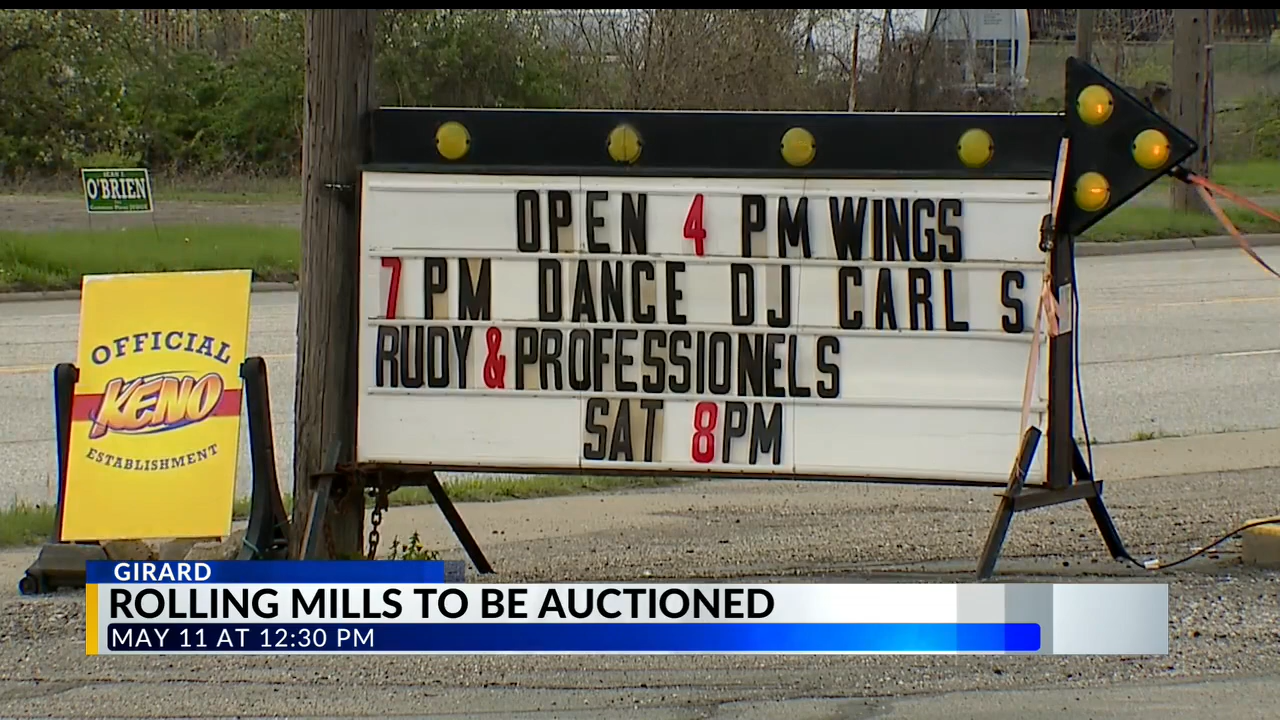 SEAN J.
O'BRIEN
OPEN 4 PM WINGS
7 PM DANCE DJ CARL S
RUDY & PROFESSIONELS
SAT 8PM
OFFICIAL
KENO
ESTABLISHMENT
GIRARD
ROLLING MILLS TO BE AUCTIONED
MAY 11 AT 12:30 PM